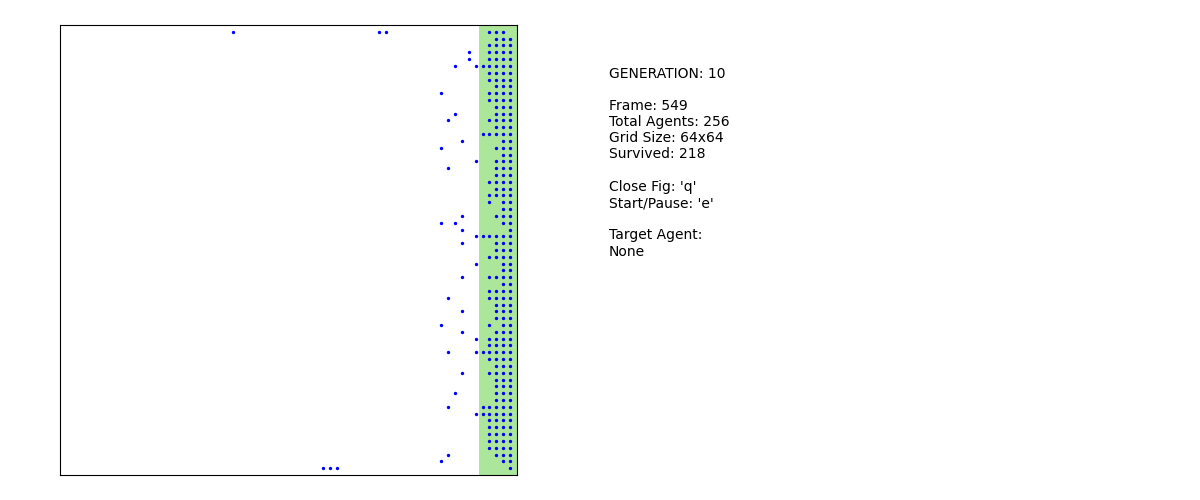 GENERATION: 10
Frame: 549
Total Agents: 256
Grid Size: 64x64
Survived: 218
Close Fig: 'q'
Start/Pause: 'e'
Target Agent:
None